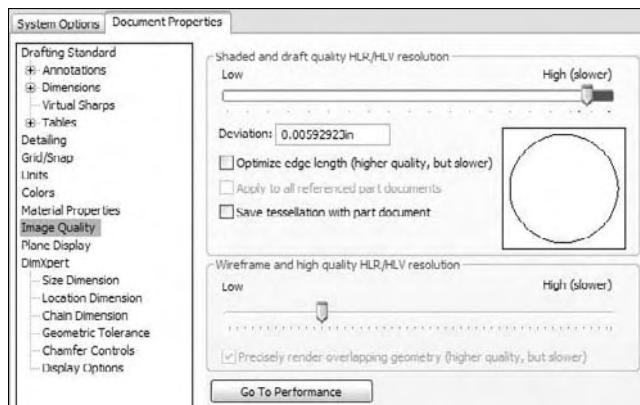 System Options
Document Properties
Drafting Standard
Annotations
Dimensions
Virtual Sharps
Tables
Detailing
Grid/Snap
Units
Colors
Material Properties
Image Quality
Plane Display
DimXpert
Size Dimension
Location Dimension
Chain Dimension
Geometric Tolerance
Chamfer Controls
Display Options
Shaded and draft quality HLR/HLV resolution
Low High (slower)
Deviation: 0.00592923in
Optimize edge length (higher quality, but slower)
Apply to all referenced part documents
Save tessellation with part document
Wireframe and high quality HLR/HLV resolution
Low High (slower)
Precisely render overlapping geometry (higher quality, but slower)
Go To Performance